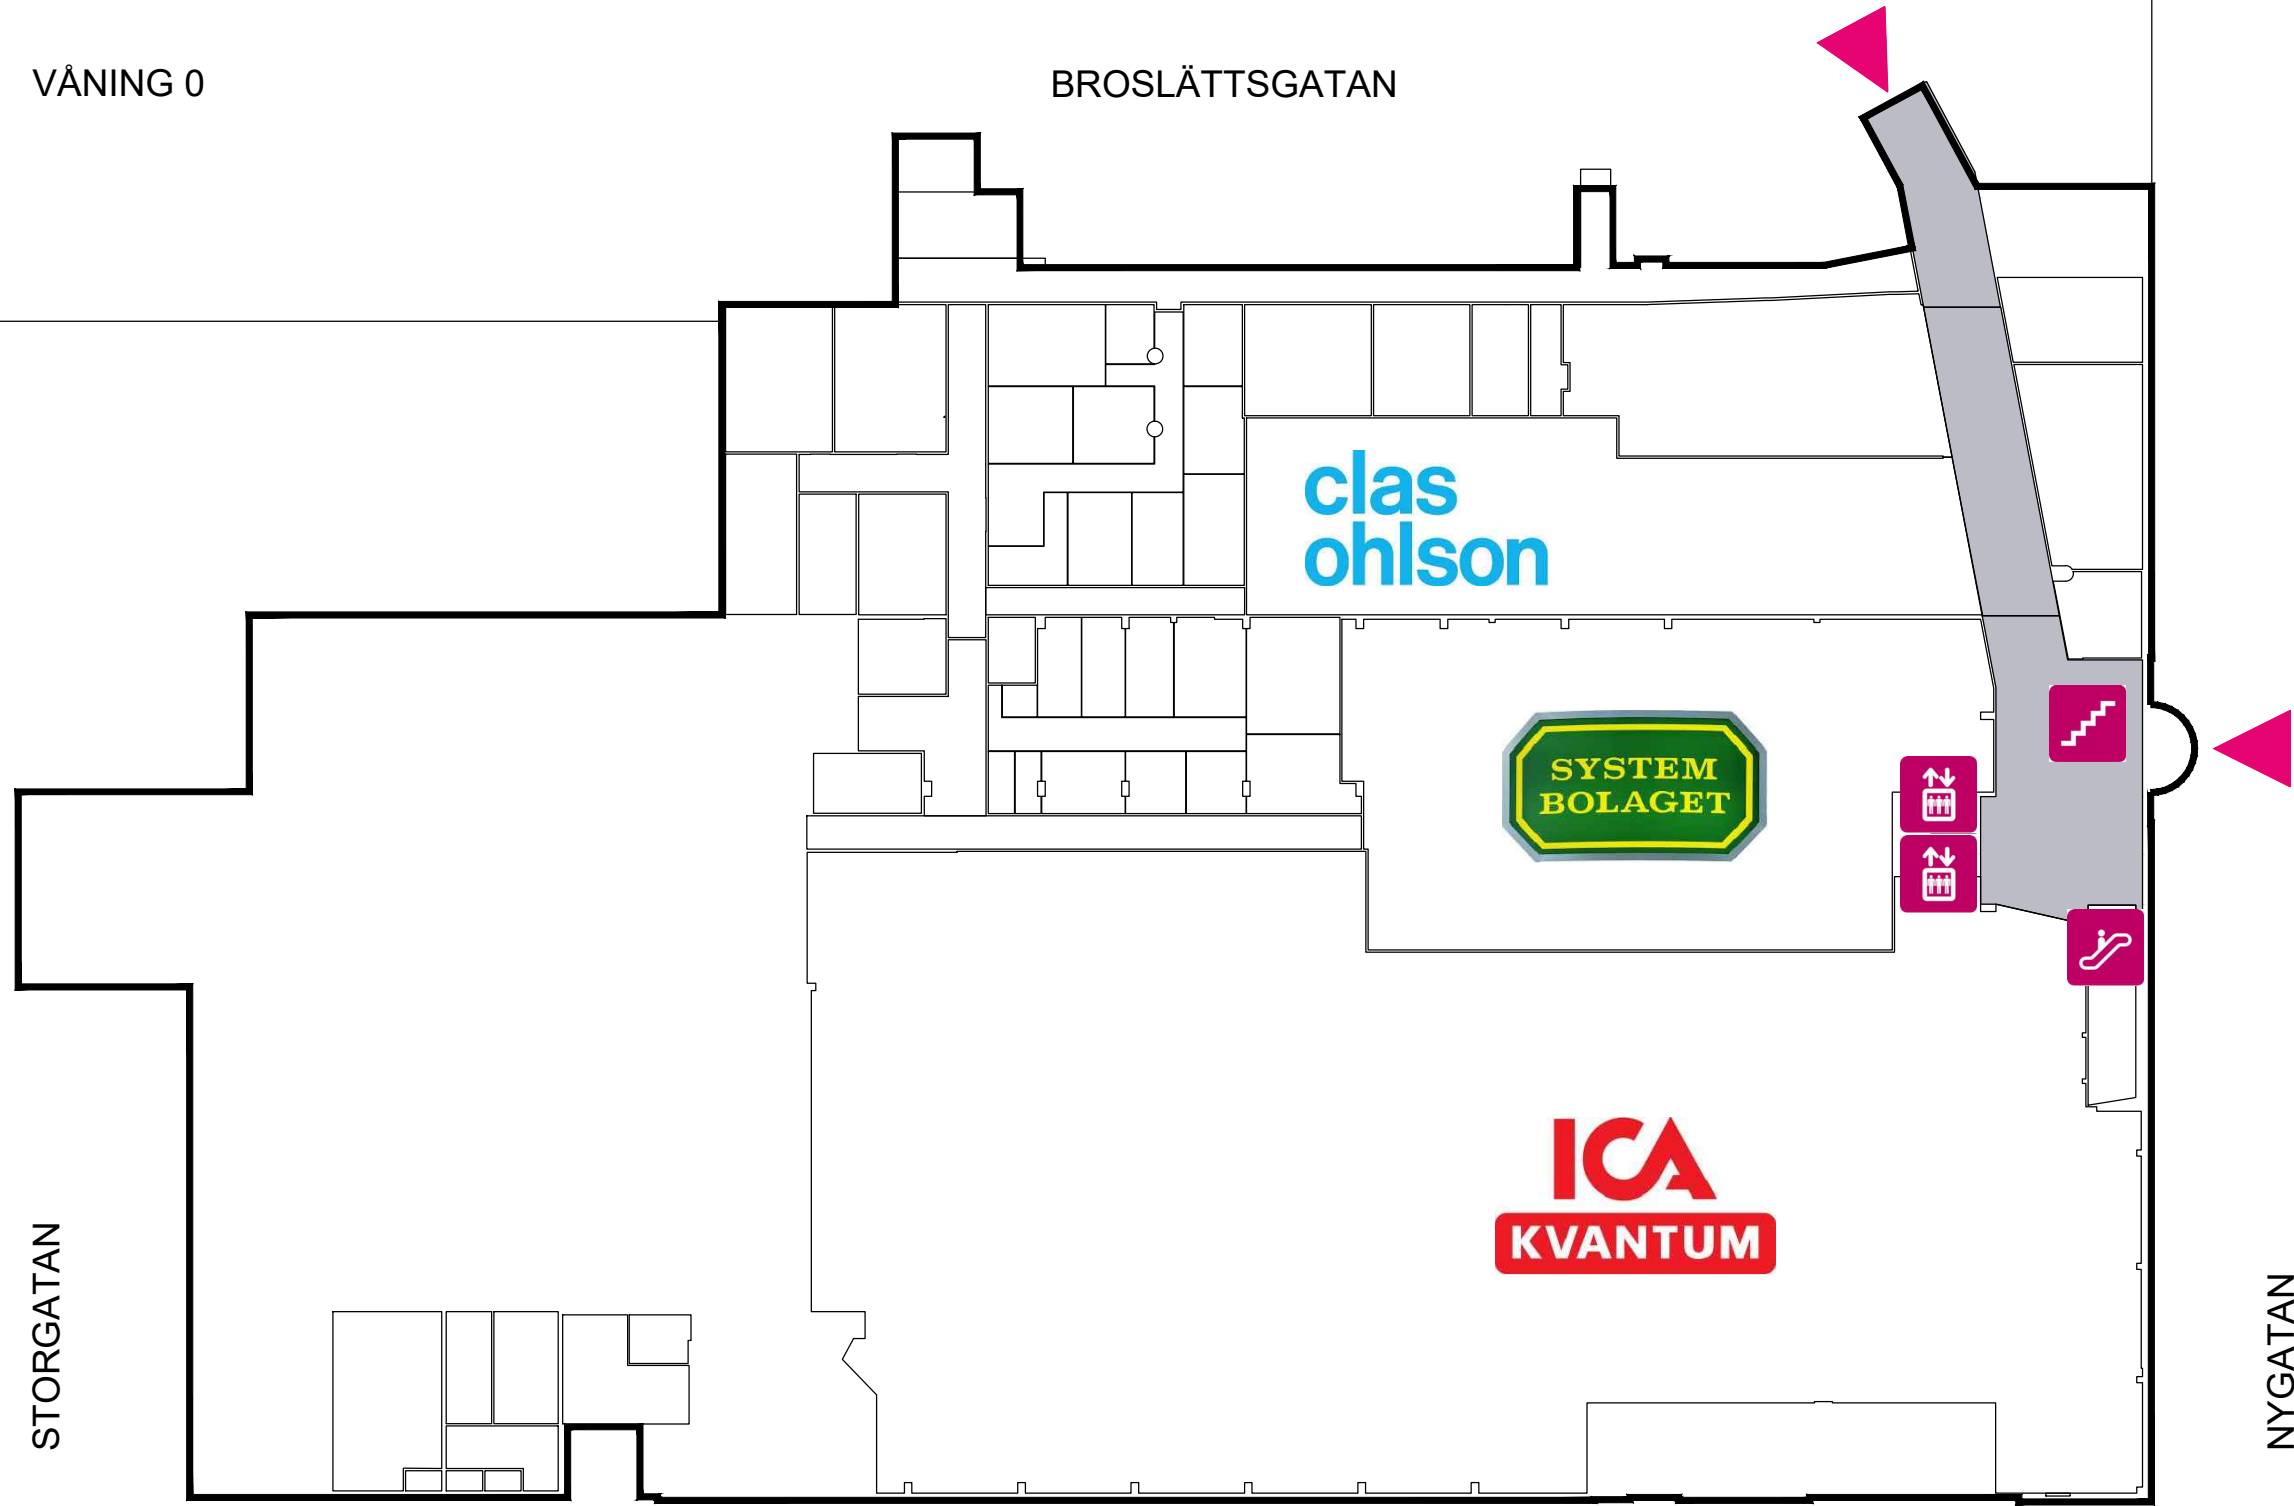 VÅNING 0
BROSLÄTTSGATAN
clas
ohlson
SYSTEM
BOLAGET
ICA
KVANTUM
STORGATAN
NYGATAN